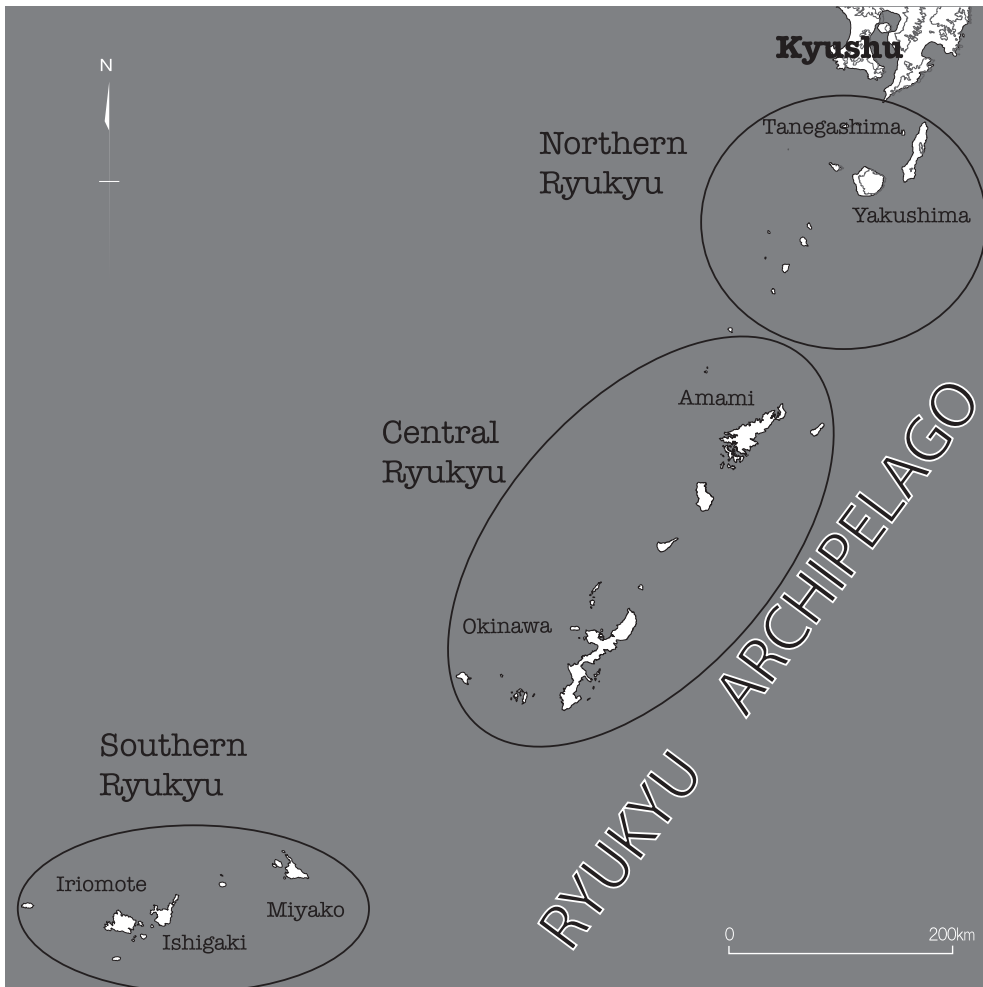 N
Kyushu
Tanegashima
Northern
Ryukyu
Yakushima
Amami
Central
Ryukyu
Okinawa
RYUKYU ARCHIPELAGO
Southern
Ryukyu
Iriomote
Miyako
Ishigaki
0 200km